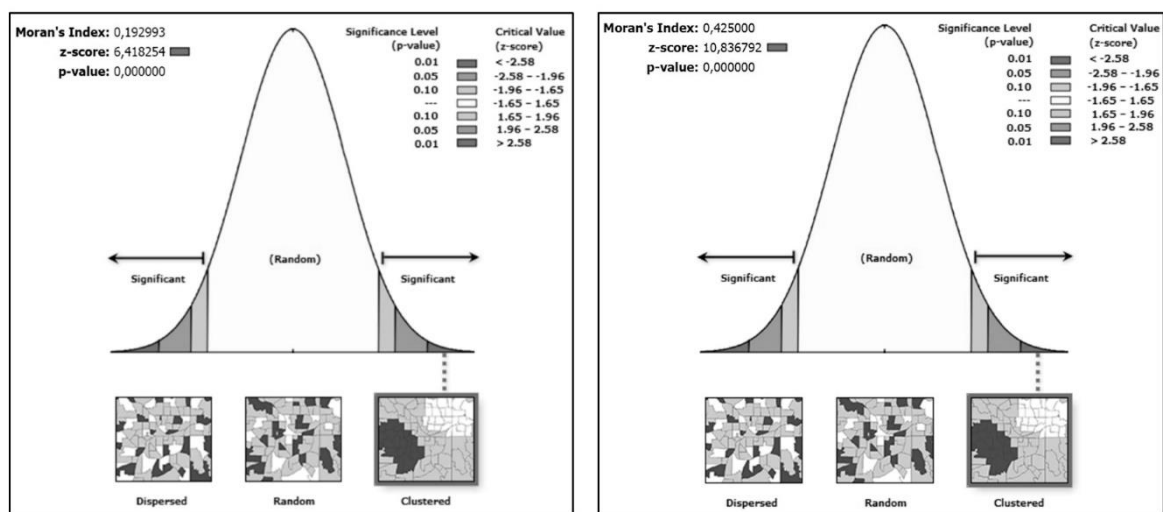 Moran's Index: 0,192993
z-score: 6,418254
p-value: 0,000000
Significance Level
(p-value)
Critical Value
(z-score)
0.01 < -2.58
0.05 -2.58 – -1.96
0.10 -1.96 – -1.65
--- -1.65 – 1.65
0.10 1.65 – 1.96
0.05 1.96 – 2.58
0.01 > 2.58
(Random)
Significant
Significant
Dispersed
Random
Clustered
Moran's Index: 0,425000
z-score: 10,836792
p-value: 0,000000
Significance Level
(p-value)
Critical Value
(z-score)
0.01 < -2.58
0.05 -2.58 – -1.96
0.10 -1.96 – -1.65
--- -1.65 – 1.65
0.10 1.65 – 1.96
0.05 1.96 – 2.58
0.01 > 2.58
(Random)
Significant
Significant
Dispersed
Random
Clustered